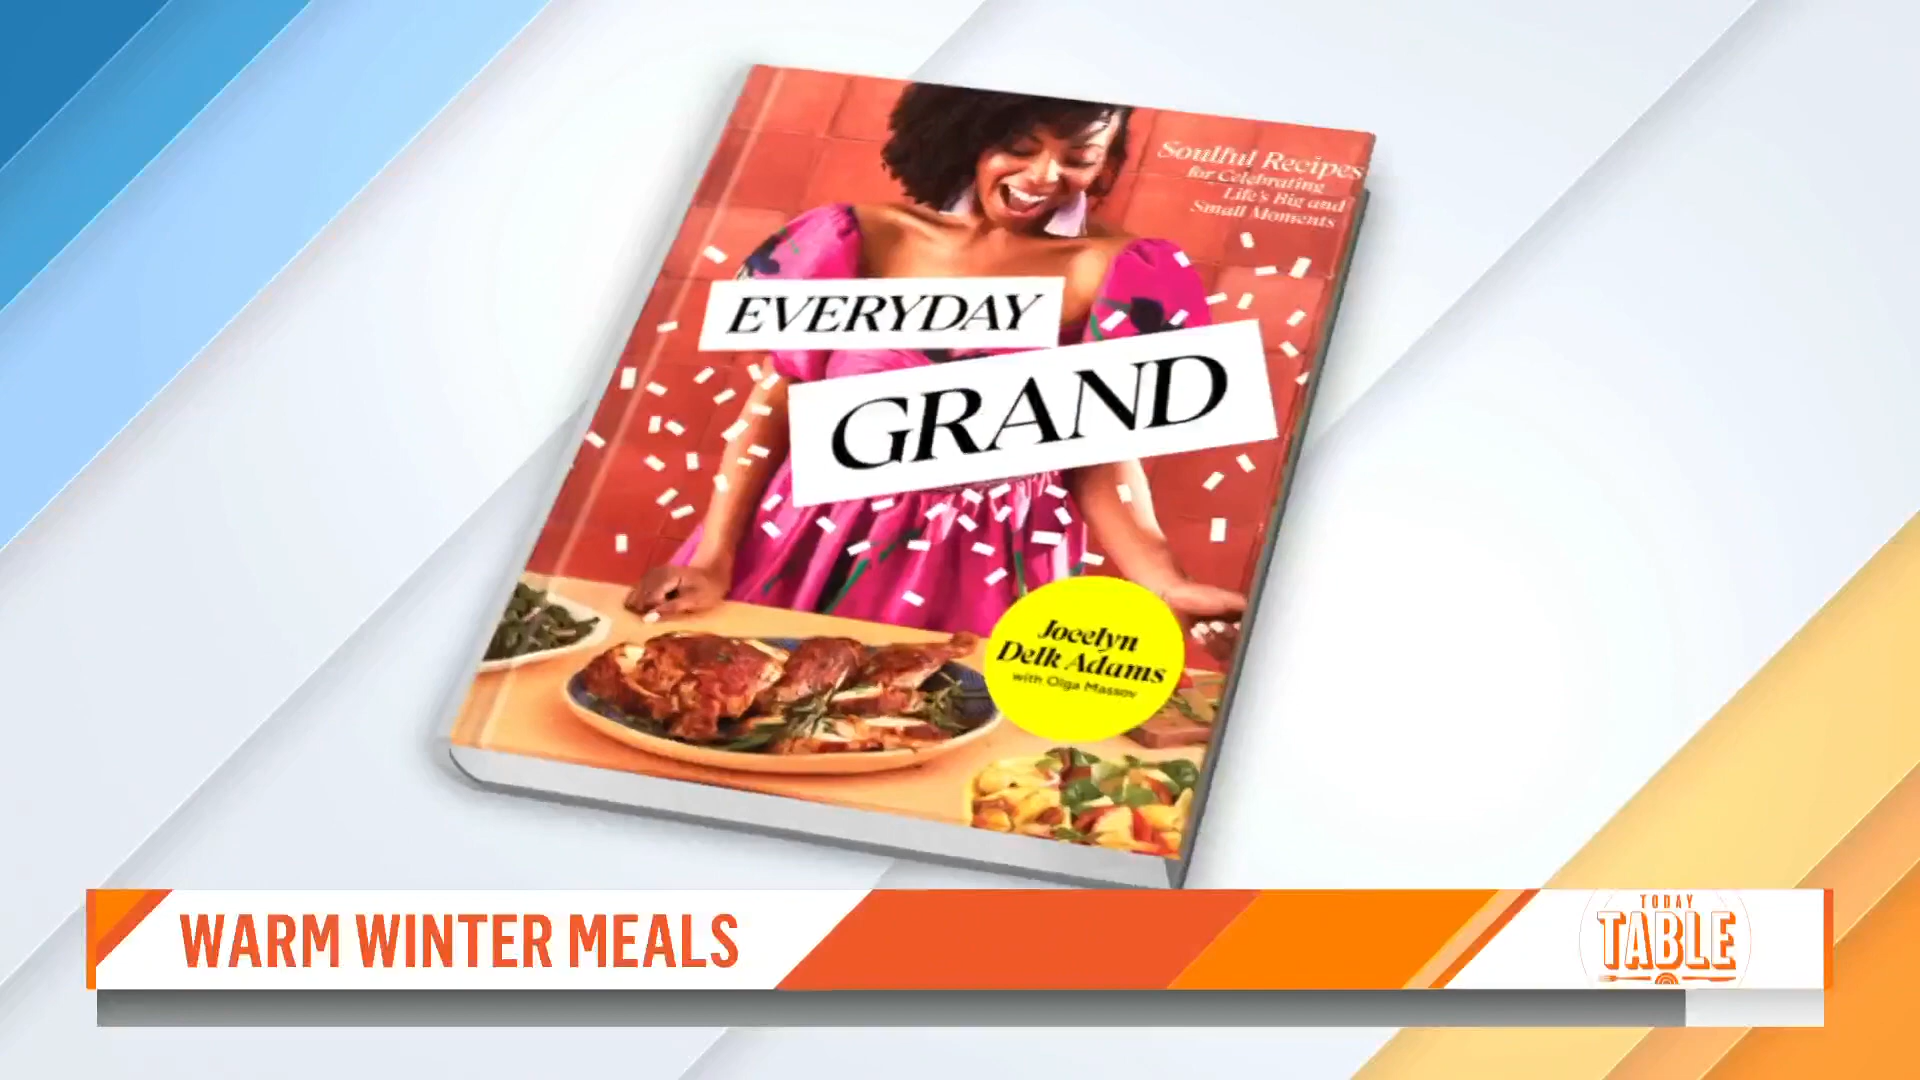 Soulful Recipes
for Celebrating
Life's Big and
Small Moments
EVERYDAY
GRAND
Jocelyn
Delk Adams
with Olga Massov
WARM WINTER MEALS
TODAY
TABLE